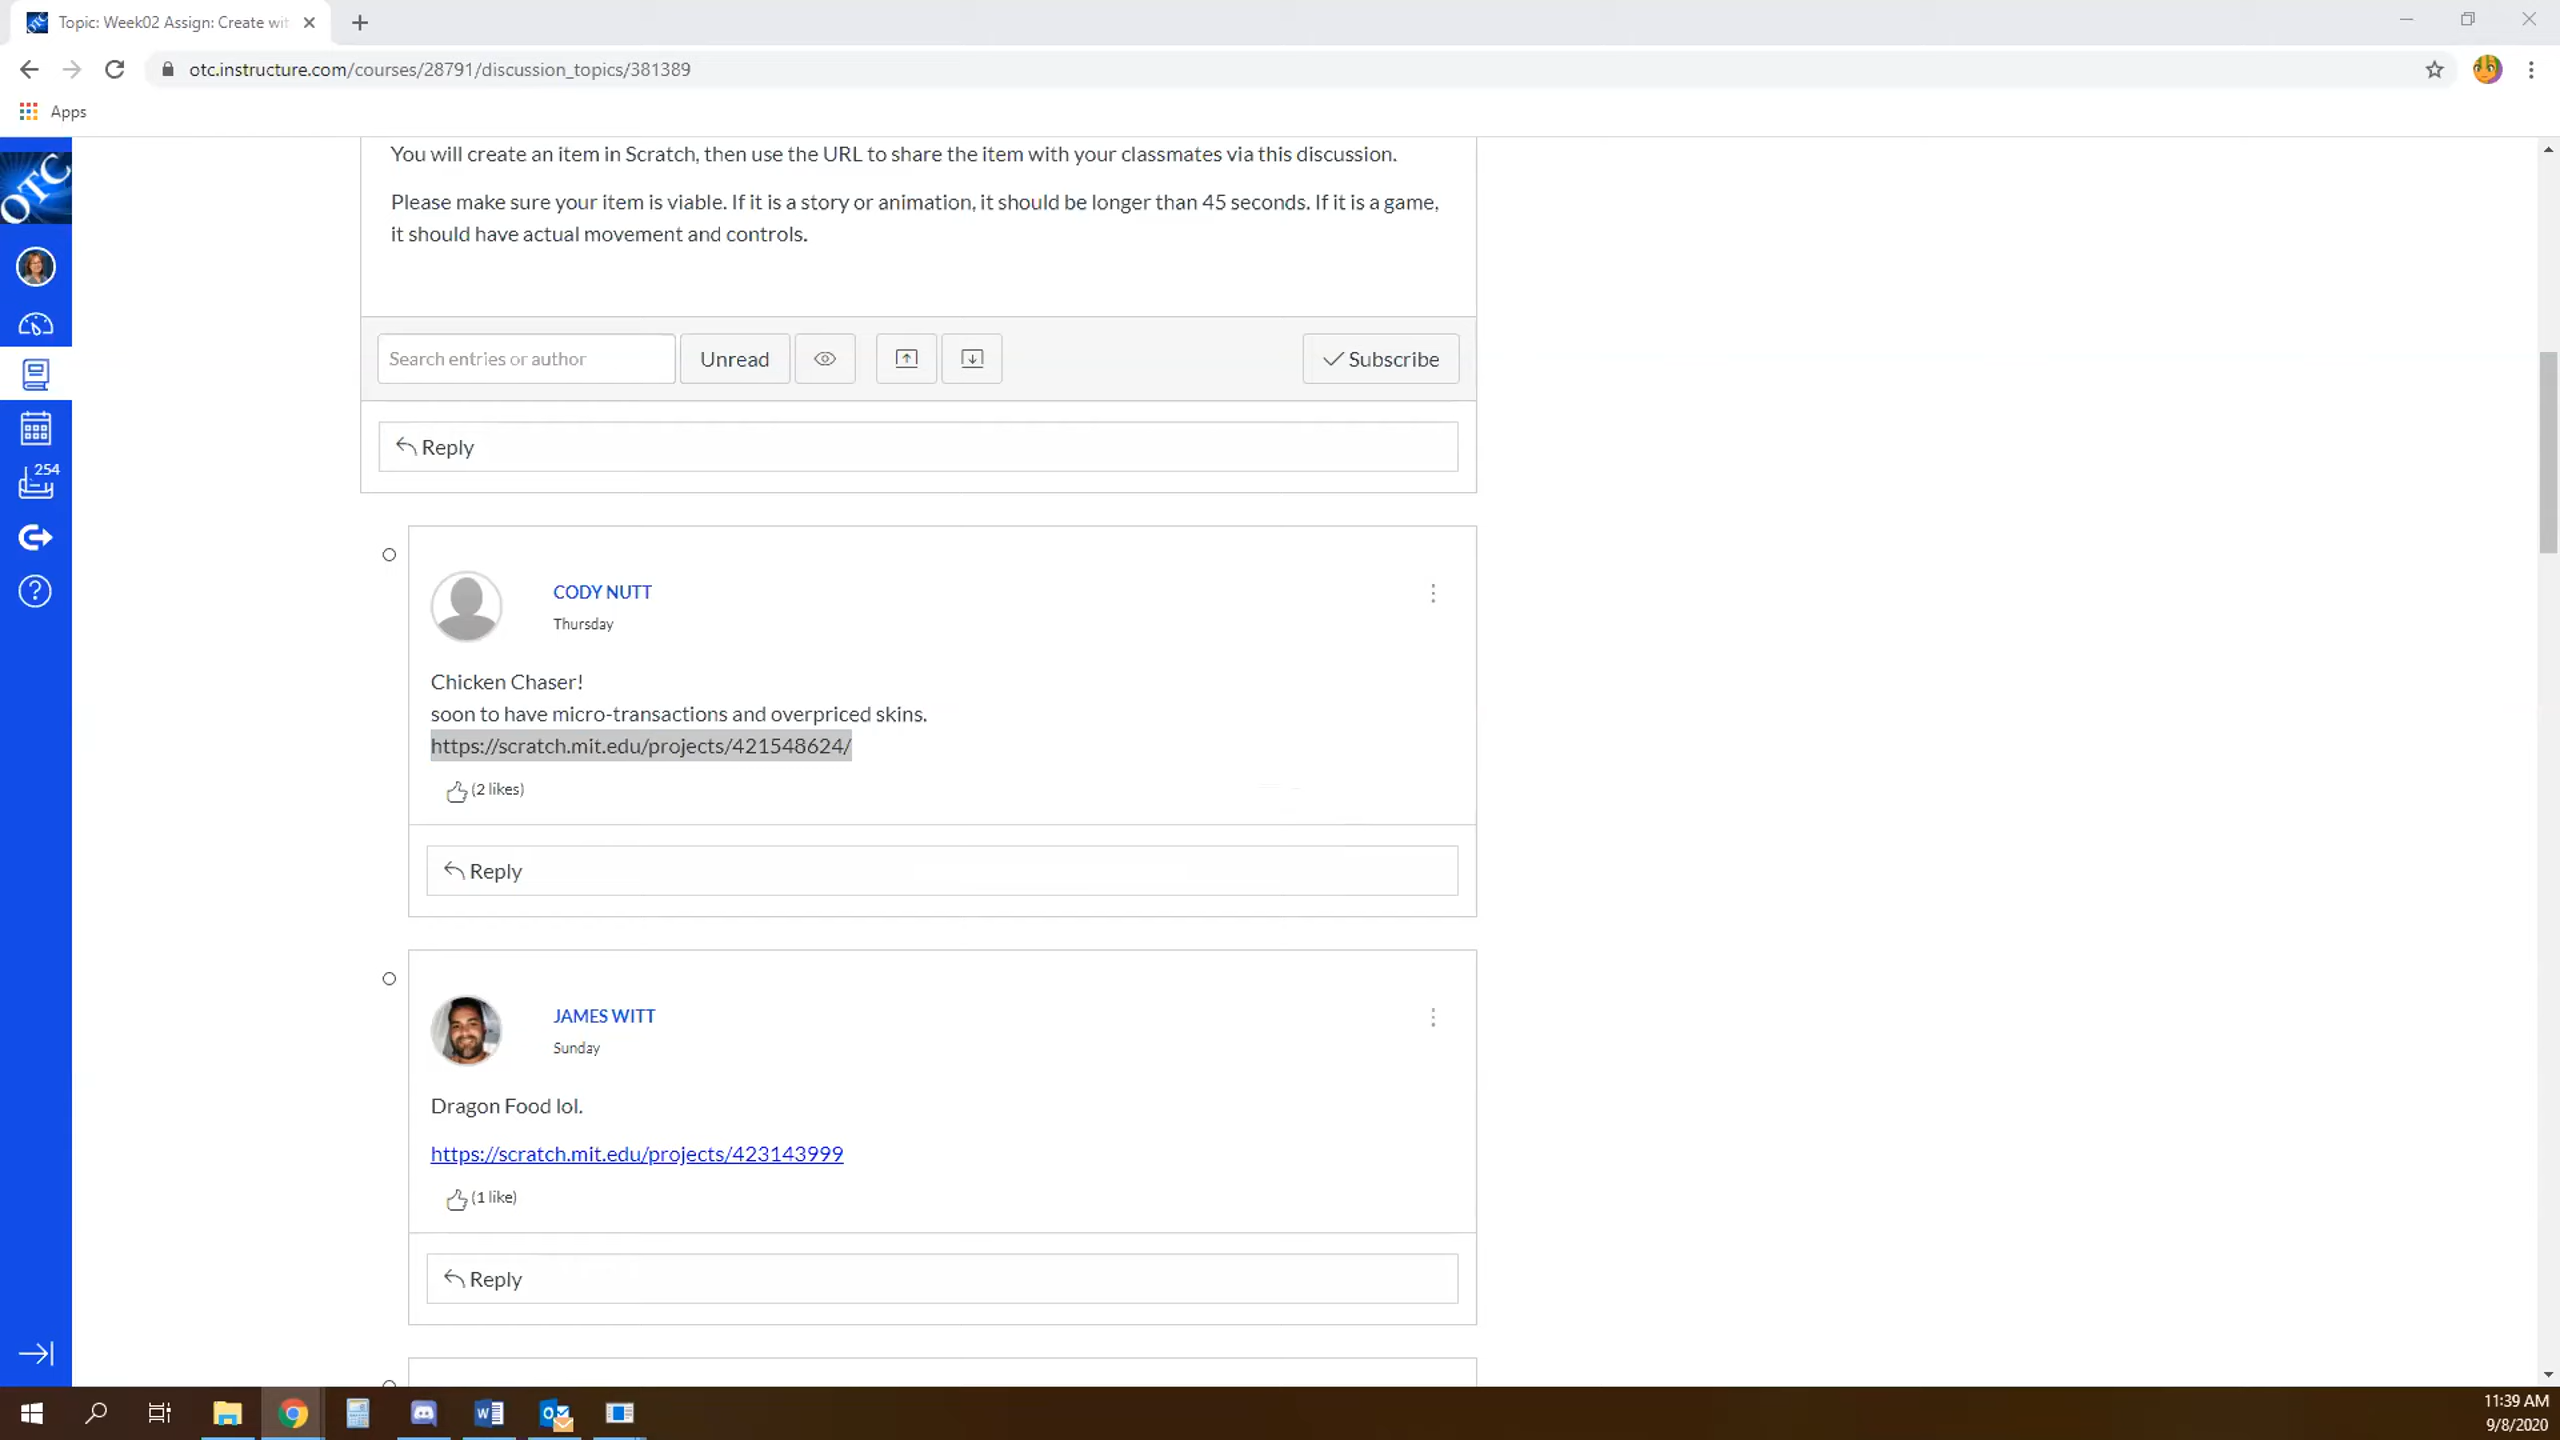 Topic: Week02 Assign: Create wit
otc.instructure.com/courses/28791/discussion_topics/381389
Apps
OTC
You will create an item in Scratch, then use the URL to share the item with your classmates via this discussion.
Please make sure your item is viable. If it is a story or animation, it should be longer than 45 seconds. If it is a game,
it should have actual movement and controls.
Search entries or author
Unread
Subscribe
Reply
254
CODY NUTT
Thursday
Chicken Chaser!
soon to have micro-transactions and overpriced skins.
https://scratch.mit.edu/projects/421548624/
(2 likes)
Reply
JAMES WITT
Sunday
Dragon Food lol.
https://scratch.mit.edu/projects/423143999
(1 like)
Reply
11:39 AM
9/8/2020